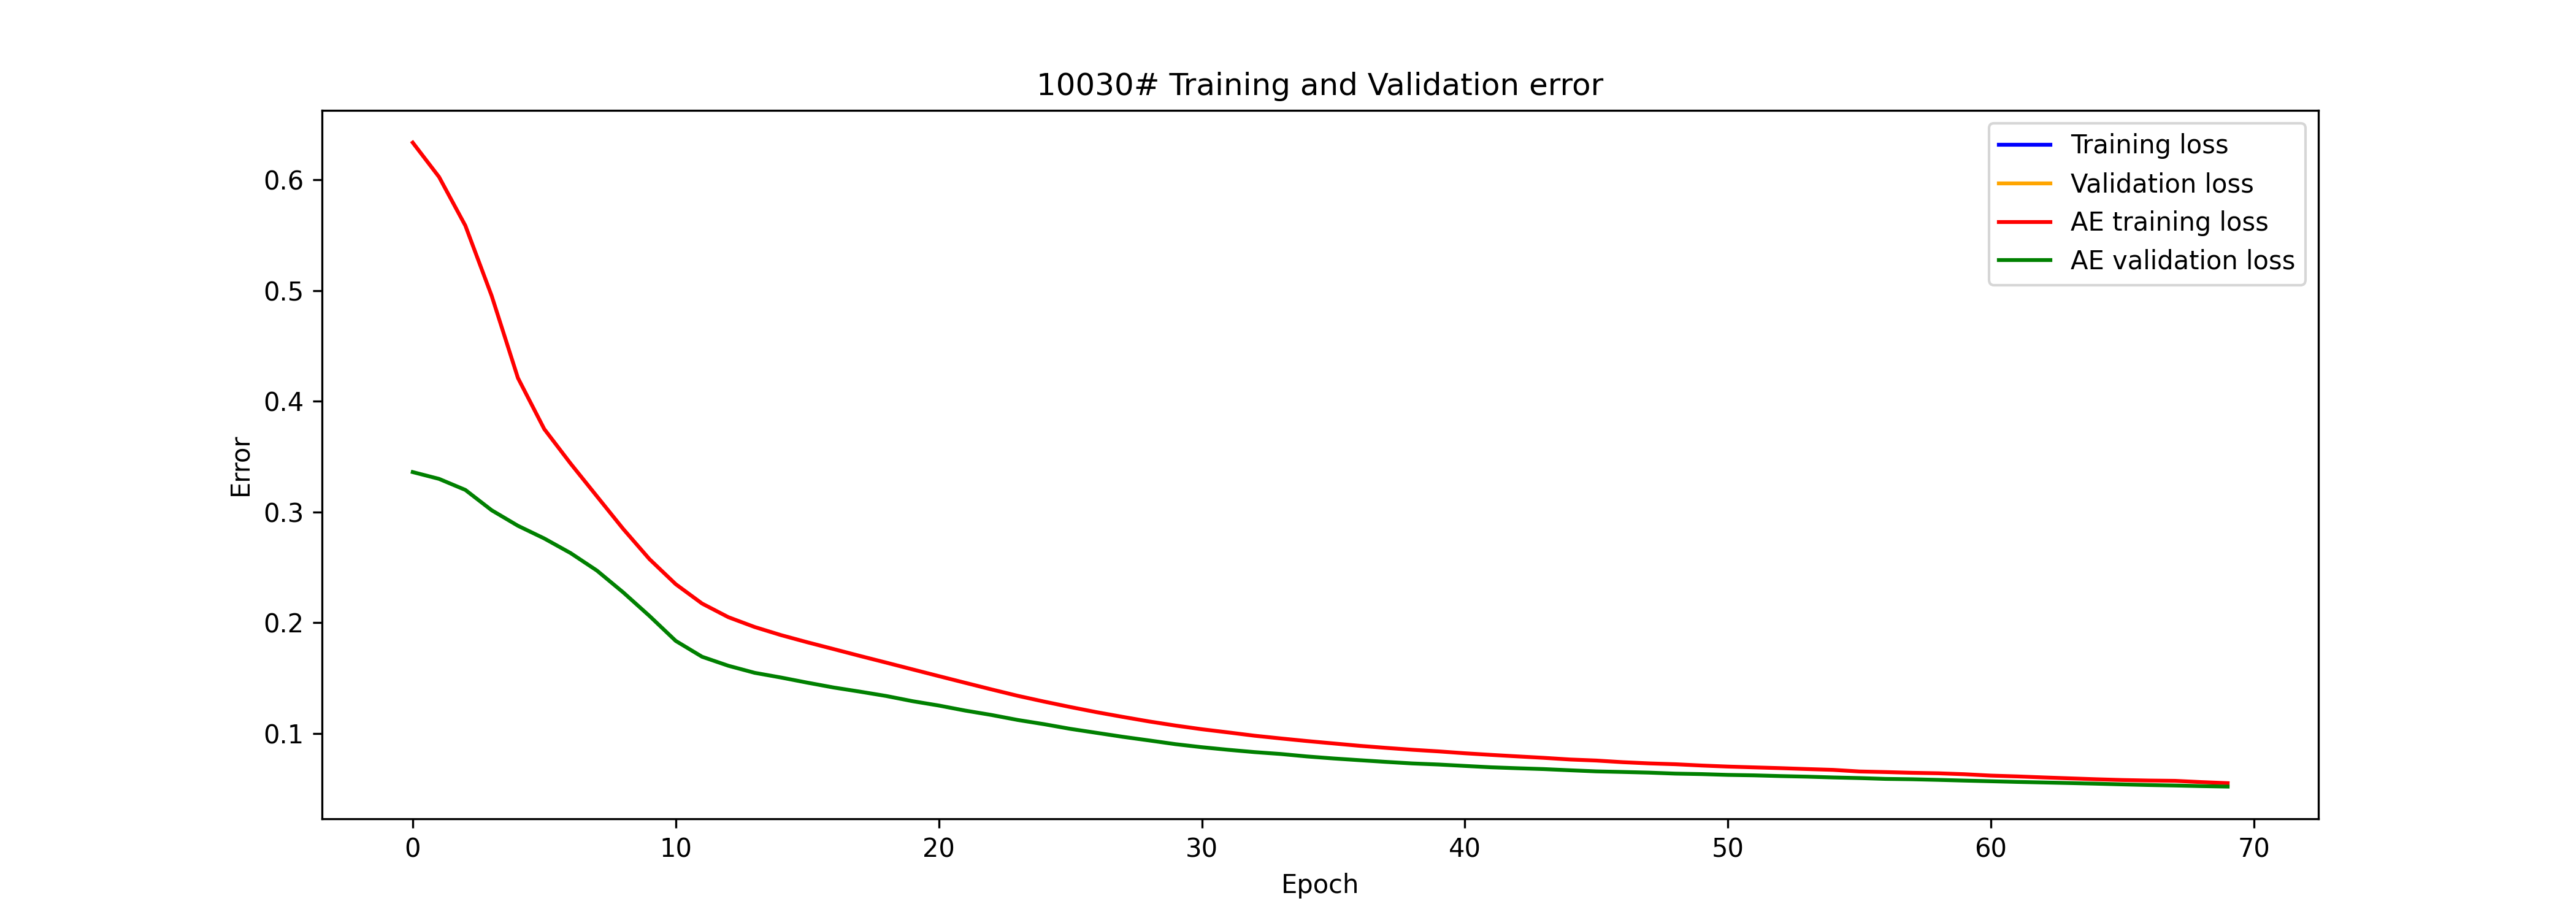 10030# Training and Validation error
Training loss
Validation loss
AE training loss
AE validation loss
Error
0.6
0.5
0.4
0.3
0.2
0.1
0 10 20 30 40 50 60 70
Epoch